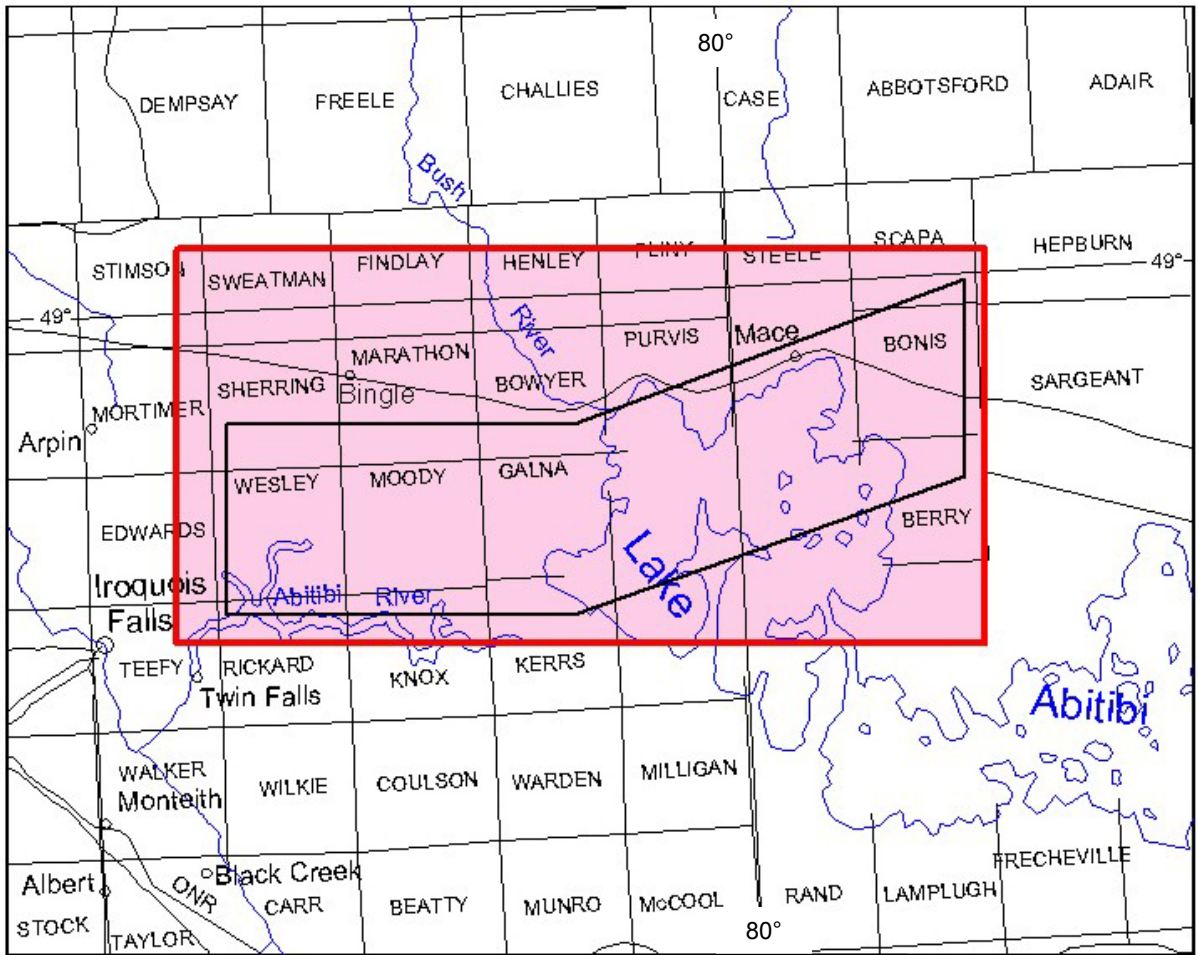 80°
DEMPSAY
FREELE
CHALLIES
CASE
ABBOTSFORD
ADAIR
Bush
STIMSON
SWEATMAN
FINDLAY
HENLEY
PLINY
STEELE
SCAPA
HEPBURN
49°
49°
River
MARATHON
PURVIS
Mace
BONIS
SHERRING
Bingle
BOWYER
SARGEANT
MORTIMER
Arpin
WESLEY
MOODY
GALNA
EDWARDS
BERRY
Lake
Iroquois
Falls
Abitibi River
TEEFY
RICKARD
KNOX
KERRS
Twin Falls
Abitibi
WALKER
Monteith
WILKIE
COULSON
WARDEN
MILLIGAN
Black Creek
FRECHEVILLE
Albert
ONR
CARR
BEATTY
MUNRO
McCOOL
RAND
LAMPLUGH
STOCK
TAYLOR
80°